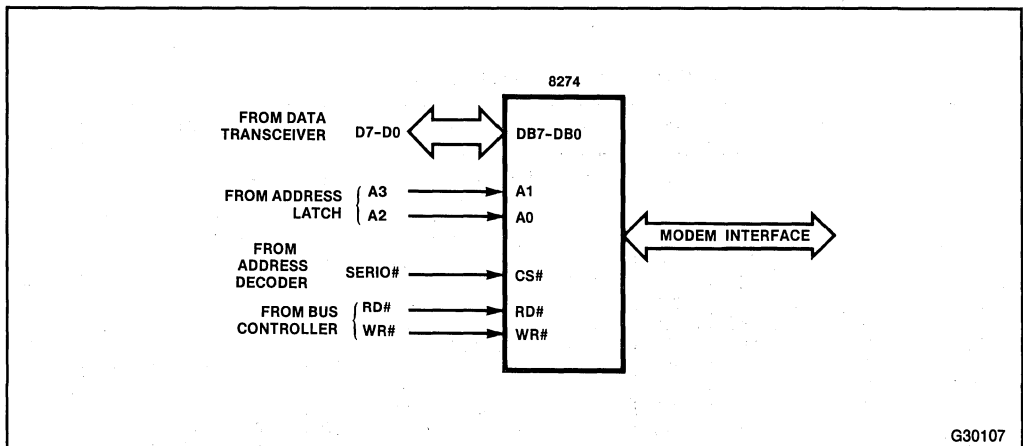 8274
FROM DATA
TRANSCEIVER
D7-D0
DB7-DB0
FROM ADDRESS
LATCH
A3
A1
A2
A0
FROM
ADDRESS
DECODER
SERIO#
CS#
FROM BUS
CONTROLLER
RD#
RD#
WR#
WR#
MODEM INTERFACE
G30107